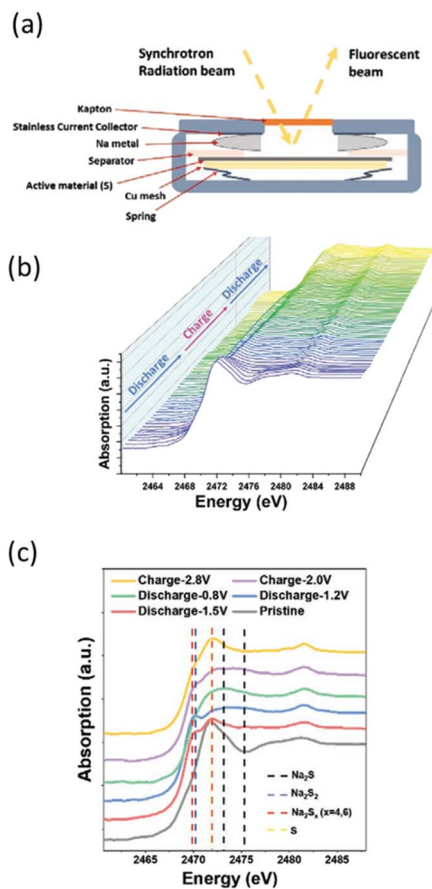 (a)
Synchrotron
Radiation beam
Fluorescent
beam
Kapton
Stainless Current Collector
Na metal
Separator
Active material (S)
Cu mesh
Spring
(b)
Discharge
Charge
Discharge
Absorption (a.u.)
2464 2468 2472 2476 2480 2484 2488
Energy (eV)
(c)
Charge-2.8V Charge-2.0V
Discharge-0.8V Discharge-1.2V
Discharge-1.5V Pristine
Absorption (a.u.)
Na₂S
Na₂S₂
Na₂Sₓ (x=4,6)
S
2465 2470 2475 2480 2485
Energy (eV)